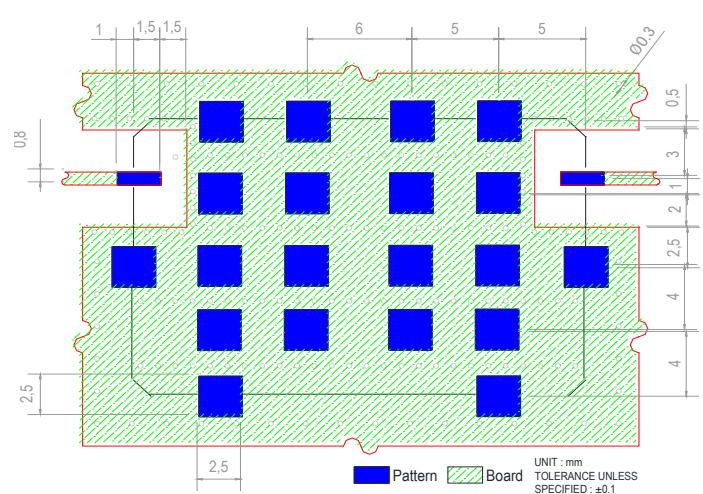 1
1,5
1,5
6
5
5
Ø0.3
0,5
0,8
3
1
2
2,5
4
4
2,5
2,5
Pattern
Board
UNIT : mm
TOLERANCE UNLESS
SPECIFIED : ±0.1